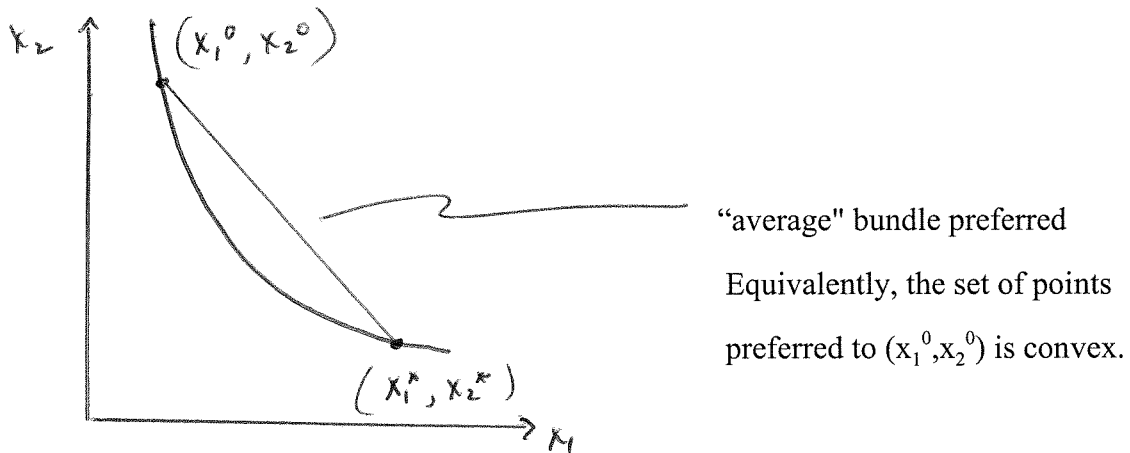 x₂
(x₁⁰, x₂⁰)
“average" bundle preferred
Equivalently, the set of points
preferred to (x₁⁰,x₂⁰) is convex.
(x₁*, x₂*)
x₁